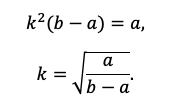 k²(b − a) = a,
k = √(a / (b − a)).